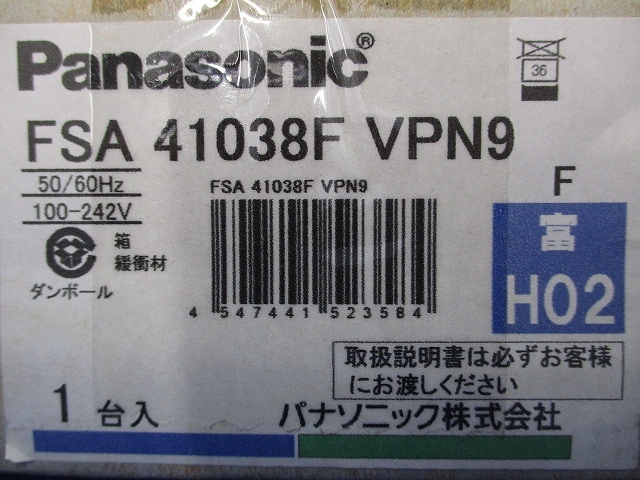 Panasonic®
36
FSA 41038F VPN9
50/60Hz
100-242V
FSA 41038F VPN9
F
箱
緩衝材
ダンボール
4 547441 523584
富
H02
取扱説明書は必ずお客様
にお渡しください
1 台入
パナソニック株式会社